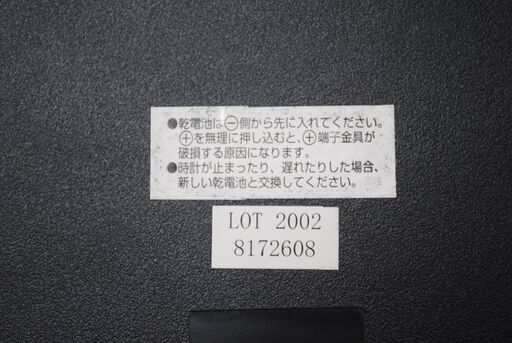 ●乾電池は⊖側から先に入れてください。
⊕を無理に押し込むと、⊕端子金具が
破損する原因になります。
●時計が止まったり、遅れたりした場合、
新しい乾電池と交換してください。
LOT 2002
8172608